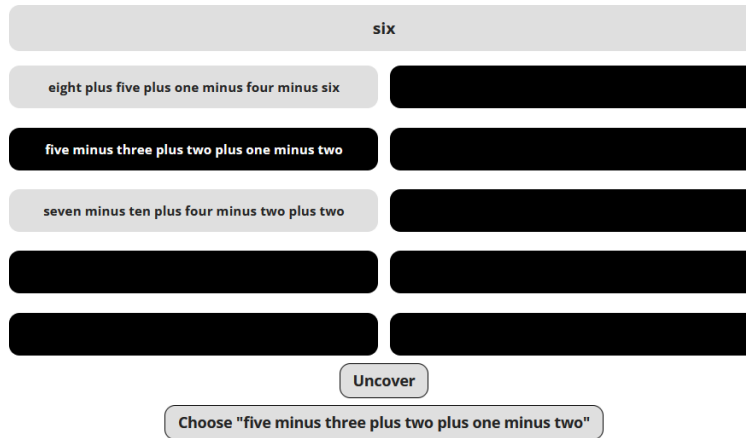 six
eight plus five plus one minus four minus six
five minus three plus two plus one minus two
seven minus ten plus four minus two plus two
Uncover
Choose "five minus three plus two plus one minus two"